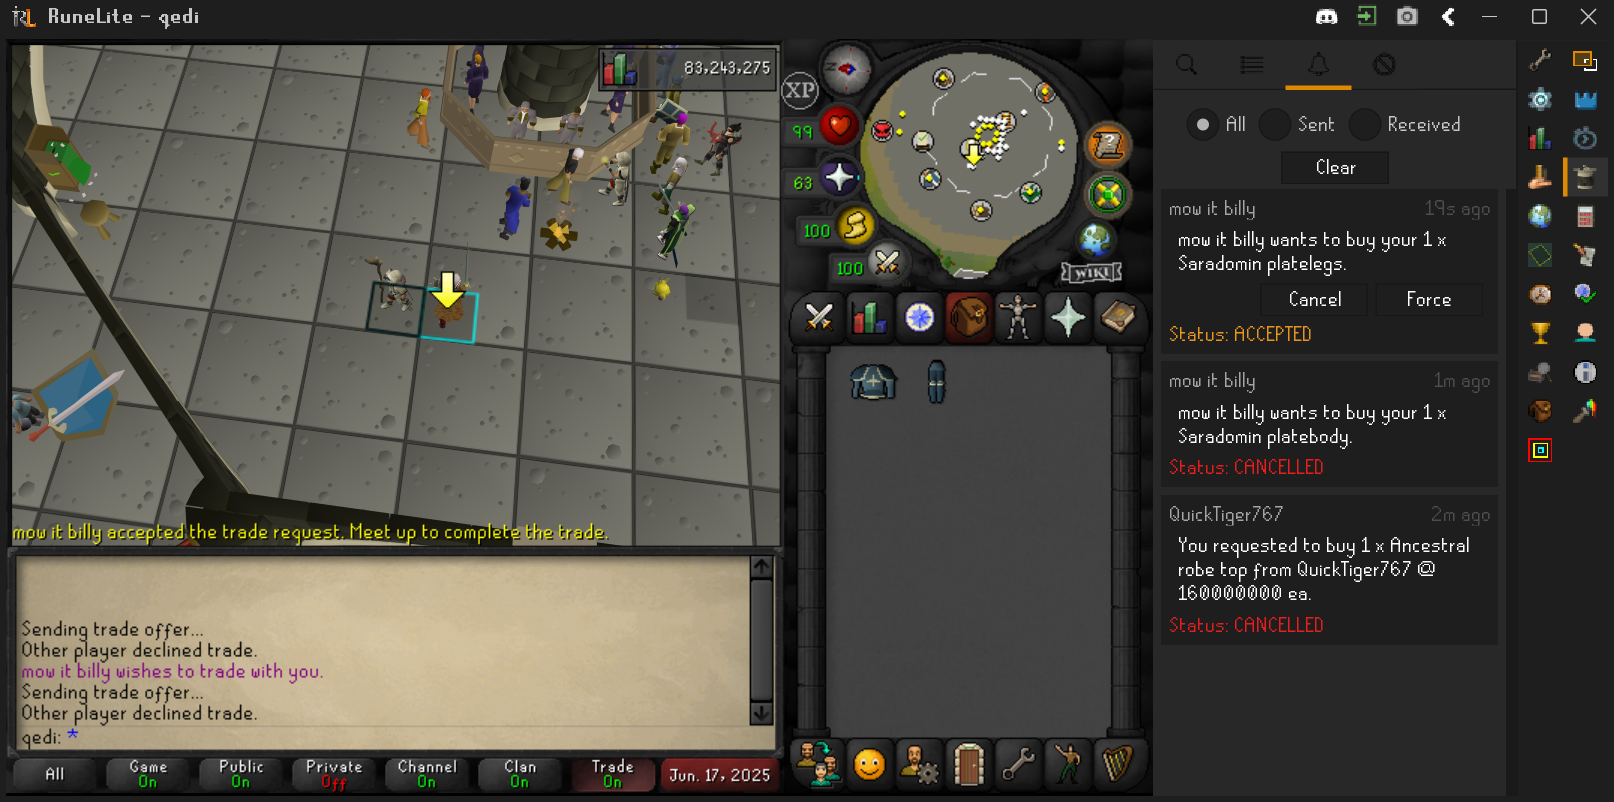 RuneLite - qedi
83,243,275
XP
99
63
100
100
WIKI
All
Sent
Received
Clear
mow it billy
19s ago
mow it billy wants to buy your 1 x
Saradomin platelegs.
Cancel
Force
Status: ACCEPTED
mow it billy
1m ago
mow it billy wants to buy your 1 x
Saradomin platebody.
Status: CANCELLED
QuickTiger767
2m ago
You requested to buy 1 x Ancestral
robe top from QuickTiger767 @
160000000 ea.
Status: CANCELLED
mow it billy accepted the trade request. Meet up to complete the trade.
Sending trade offer...
Other player declined trade.
mow it billy wishes to trade with you.
Sending trade offer...
Other player declined trade.
qedi: *
All
Game
On
Public
On
Private
Off
Channel
On
Clan
On
Trade
On
Jun. 17, 2025